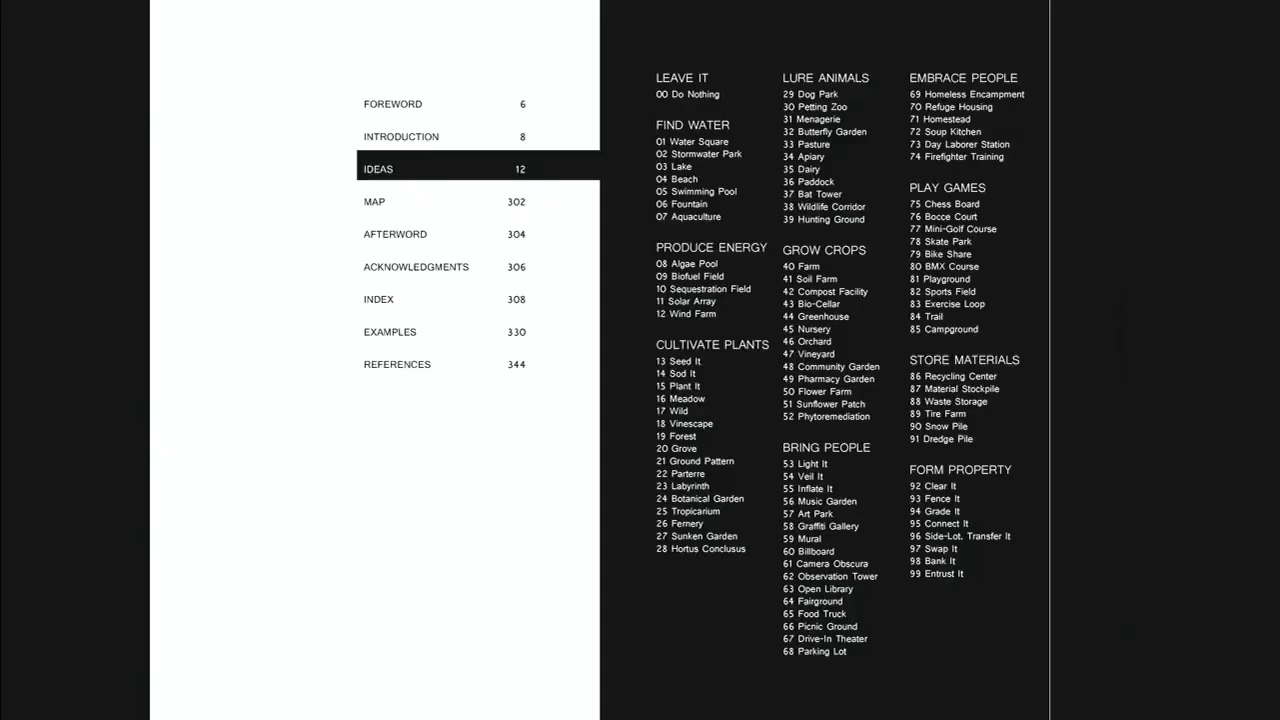 FOREWORD 6
INTRODUCTION 8
IDEAS 12
MAP 302
AFTERWORD 304
ACKNOWLEDGMENTS 306
INDEX 308
EXAMPLES 330
REFERENCES 344
LEAVE IT
00 Do Nothing
FIND WATER
01 Water Square
02 Stormwater Park
03 Lake
04 Beach
05 Swimming Pool
06 Fountain
07 Aquaculture
PRODUCE ENERGY
08 Algae Pool
09 Biofuel Field
10 Sequestration Field
11 Solar Array
12 Wind Farm
CULTIVATE PLANTS
13 Seed It
14 Sod It
15 Plant It
16 Meadow
17 Wild
18 Vinescape
19 Forest
20 Grove
21 Ground Pattern
22 Parterre
23 Labyrinth
24 Botanical Garden
25 Tropicarium
26 Fernery
27 Sunken Garden
28 Hortus Conclusus
LURE ANIMALS
29 Dog Park
30 Petting Zoo
31 Menagerie
32 Butterfly Garden
33 Pasture
34 Apiary
35 Dairy
36 Paddock
37 Bat Tower
38 Wildlife Corridor
39 Hunting Ground
GROW CROPS
40 Farm
41 Soil Farm
42 Compost Facility
43 Bio-Cellar
44 Greenhouse
45 Nursery
46 Orchard
47 Vineyard
48 Community Garden
49 Pharmacy Garden
50 Flower Farm
51 Sunflower Patch
52 Phytoremediation
BRING PEOPLE
53 Light It
54 Veil It
55 Inflate It
56 Music Garden
57 Art Park
58 Graffiti Gallery
59 Mural
60 Billboard
61 Camera Obscura
62 Observation Tower
63 Open Library
64 Fairground
65 Food Truck
66 Picnic Ground
67 Drive-In Theater
68 Parking Lot
EMBRACE PEOPLE
69 Homeless Encampment
70 Refuge Housing
71 Homestead
72 Soup Kitchen
73 Day Laborer Station
74 Firefighter Training
PLAY GAMES
75 Chess Board
76 Bocce Court
77 Mini-Golf Course
78 Skate Park
79 Bike Share
80 BMX Course
81 Playground
82 Sports Field
83 Exercise Loop
84 Trail
85 Campground
STORE MATERIALS
86 Recycling Center
87 Material Stockpile
88 Waste Storage
89 Tire Farm
90 Snow Pile
91 Dredge Pile
FORM PROPERTY
92 Clear It
93 Fence It
94 Grade It
95 Connect It
96 Side-Lot, Transfer It
97 Swap It
98 Bank It
99 Entrust It